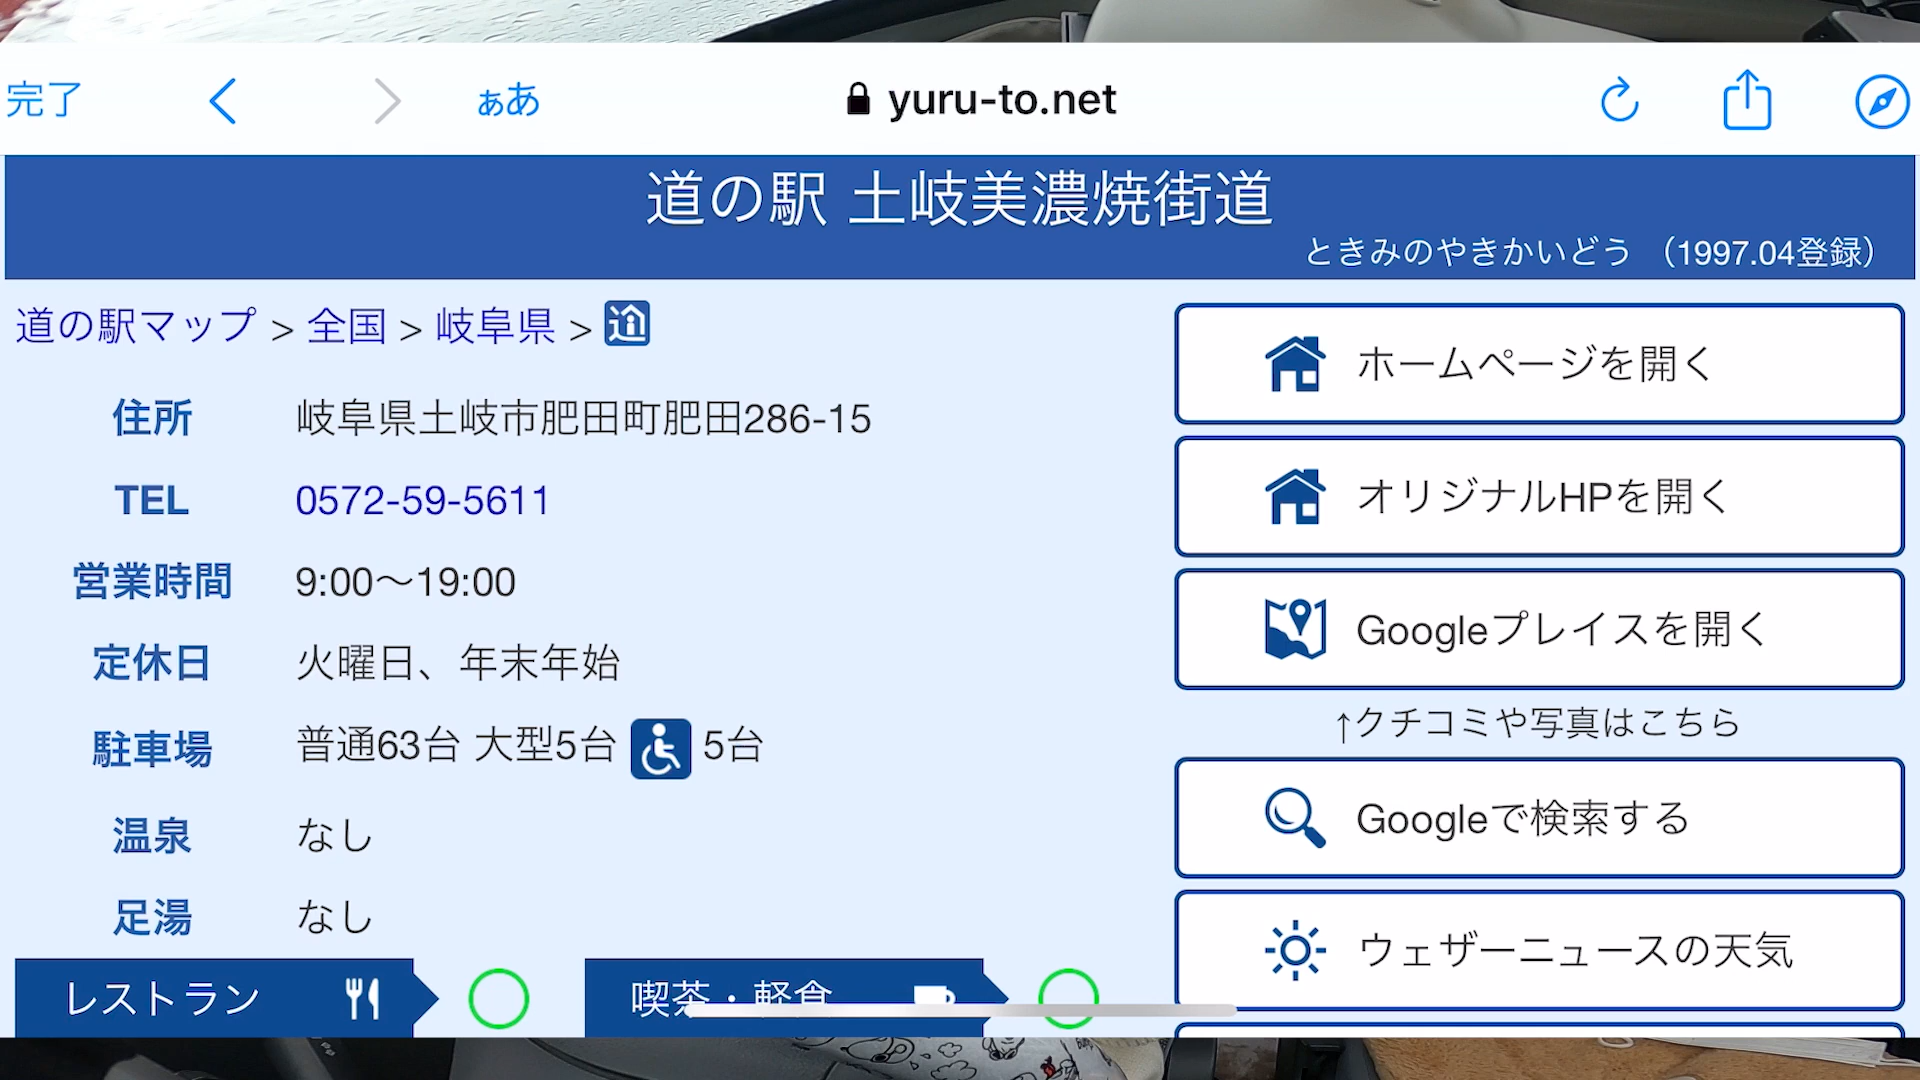 完了
ぁあ
yuru-to.net
道の駅 土岐美濃焼街道
ときみのやきかいどう （1997.04登録）
道の駅マップ > 全国 > 岐阜県 >
住所 岐阜県土岐市肥田町肥田286-15
TEL 0572-59-5611
営業時間 9:00〜19:00
定休日 火曜日、年末年始
駐車場 普通63台 大型5台 5台
温泉 なし
足湯 なし
レストラン
喫茶・軽食
ホームページを開く
オリジナルHPを開く
Googleプレイスを開く
↑クチコミや写真はこちら
Googleで検索する
ウェザーニュースの天気